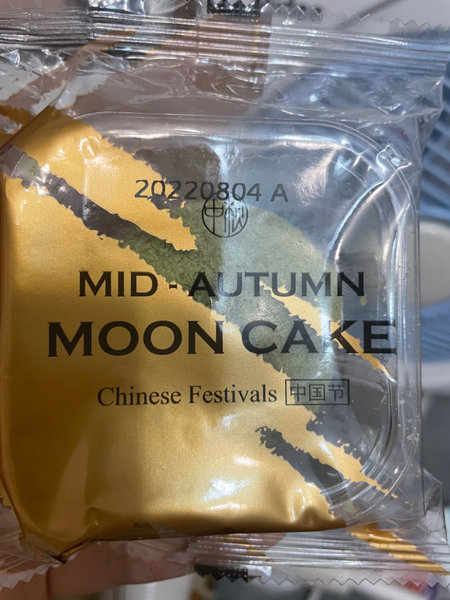 20220804 A
中秋
MID-AUTUMN
MOON CAKE
Chinese Festivals 中国节